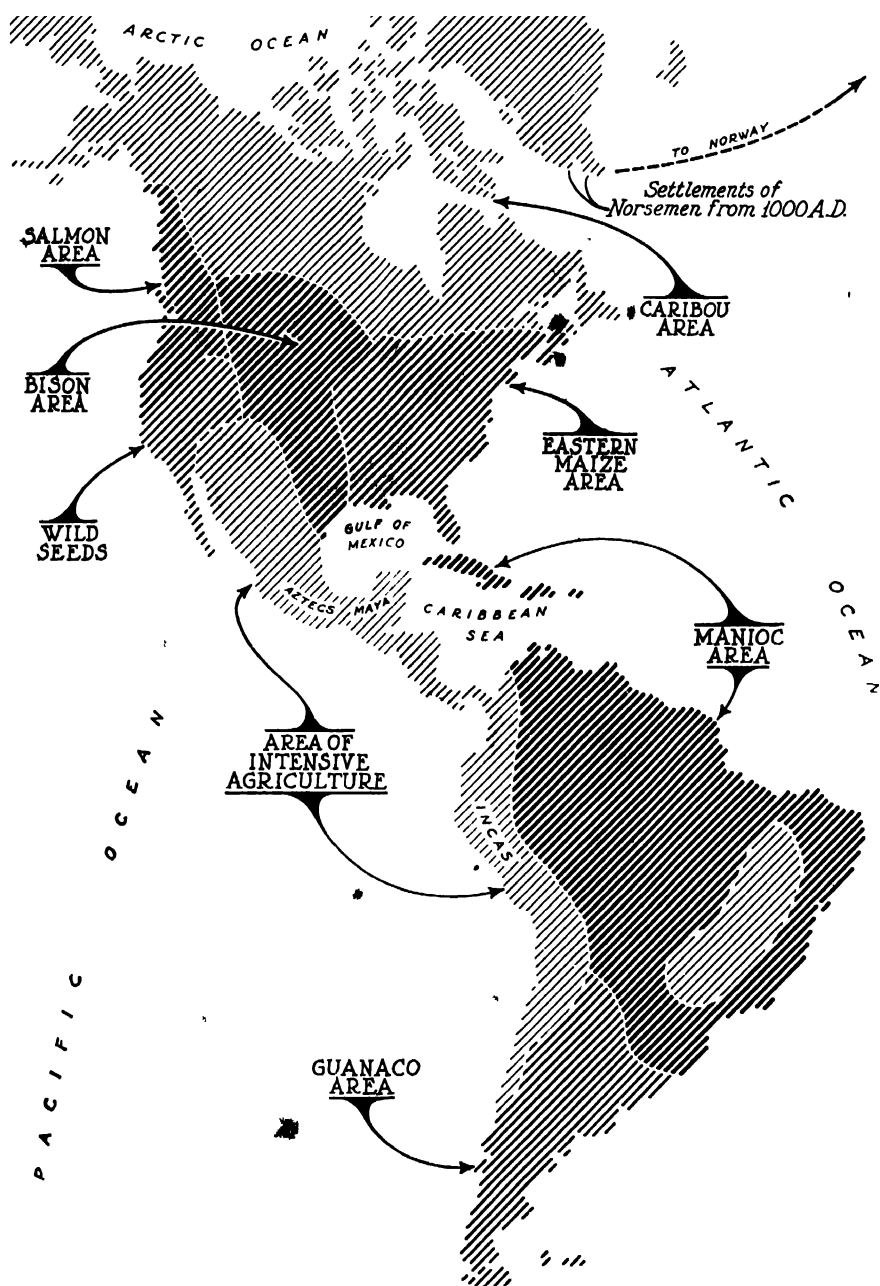 ARCTIC OCEAN
TO NORWAY
Settlements of
Norsemen from 1000 A.D.
SALMON
AREA
CARIBOU
AREA
BISON
AREA
ATLANTIC OCEAN
EASTERN
MAIZE
AREA
WILD
SEEDS
GULF OF
MEXICO
AZTECS MAYA
CARIBBEAN
SEA
MANIOC
AREA
AREA OF
INTENSIVE
AGRICULTURE
INCAS
PACIFIC OCEAN
GUANACO
AREA